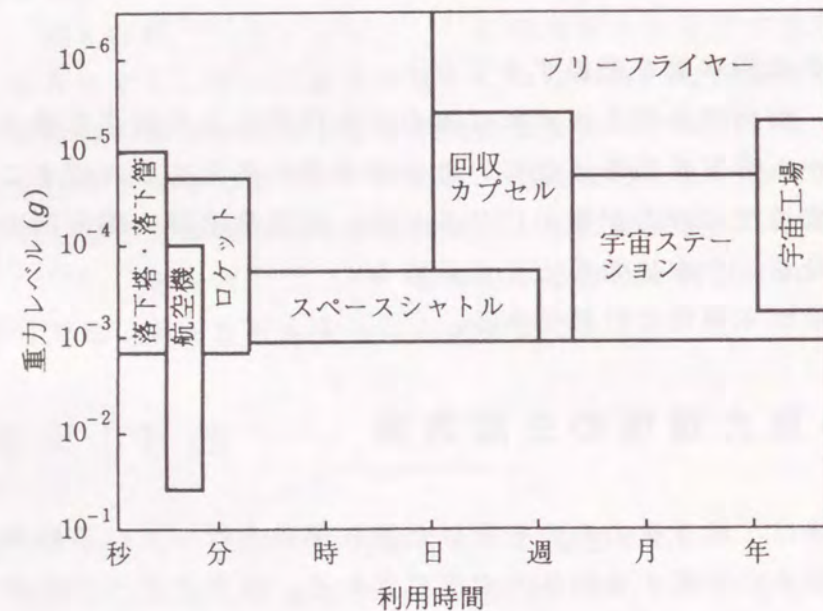 10⁻⁶
10⁻⁵
10⁻⁴
10⁻³
10⁻²
10⁻¹
重力レベル(g)
フリーフライヤー
回収
カプセル
宇宙ステー
ション
宇宙工場
スペースシャトル
落下塔 落下管
航空機
ロケット
秒 分 時 日 週 月 年
利用時間